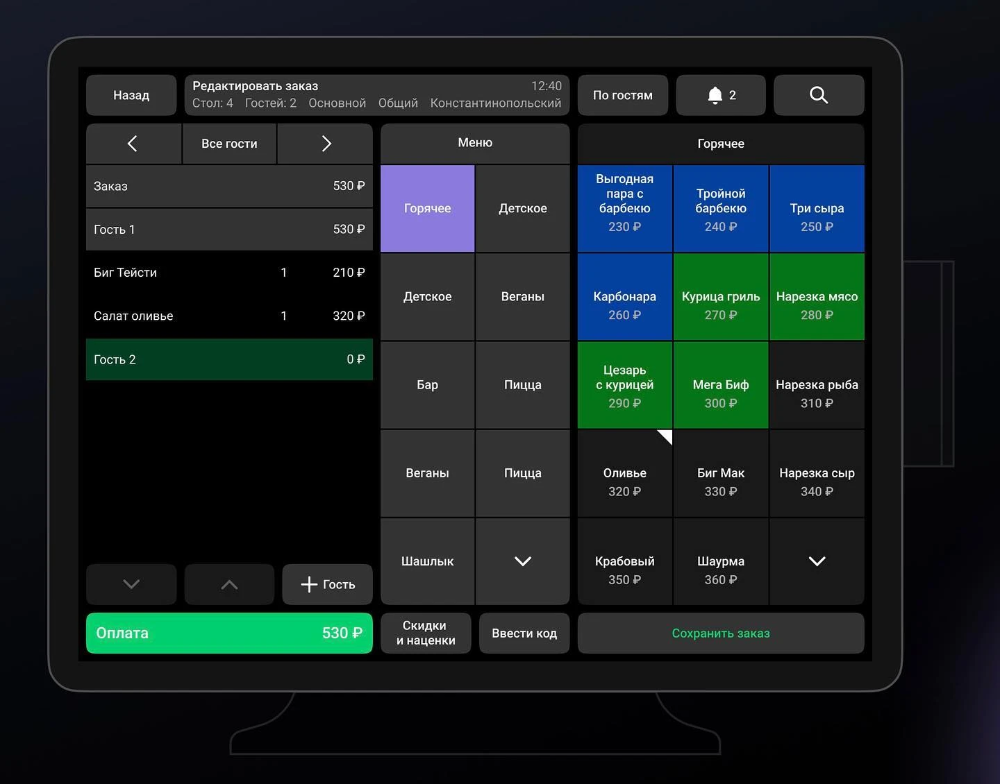 Назад
Редактировать заказ 12:40
Стол: 4 Гостей: 2 Основной Общий Константинопольский
По гостям
2
Все гости
Заказ 530 ₽
Гость 1 530 ₽
Биг Тейсти 1 210 ₽
Салат оливье 1 320 ₽
Гость 2 0 ₽
Гость
Оплата 530 ₽
Меню
Горячее
Детское
Детское
Веганы
Бар
Пицца
Веганы
Пицца
Шашлык
Скидки
и наценки
Ввести код
Горячее
Выгодная
пара с
барбекю
230 ₽
Тройной
барбекю
240 ₽
Три сыра
250 ₽
Карбонара
260 ₽
Курица гриль
270 ₽
Нарезка мясо
280 ₽
Цезарь
с курицей
290 ₽
Мега Биф
300 ₽
Нарезка рыба
310 ₽
Оливье
320 ₽
Биг Мак
330 ₽
Нарезка сыр
340 ₽
Крабовый
350 ₽
Шаурма
360 ₽
Сохранить заказ